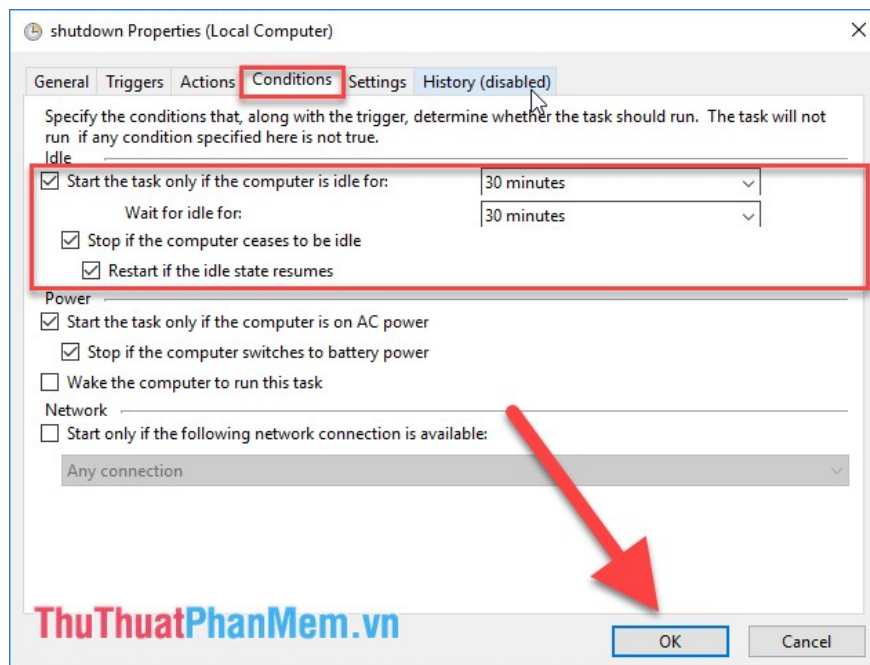 shutdown Properties (Local Computer)
General Triggers Actions Conditions Settings History (disabled)
Specify the conditions that, along with the trigger, determine whether the task should run. The task will not
run if any condition specified here is not true.
Idle
Start the task only if the computer is idle for: 30 minutes
Wait for idle for: 30 minutes
Stop if the computer ceases to be idle
Restart if the idle state resumes
Power
Start the task only if the computer is on AC power
Stop if the computer switches to battery power
Wake the computer to run this task
Network
Start only if the following network connection is available:
Any connection
ThuThuatPhanMem.vn
OK Cancel